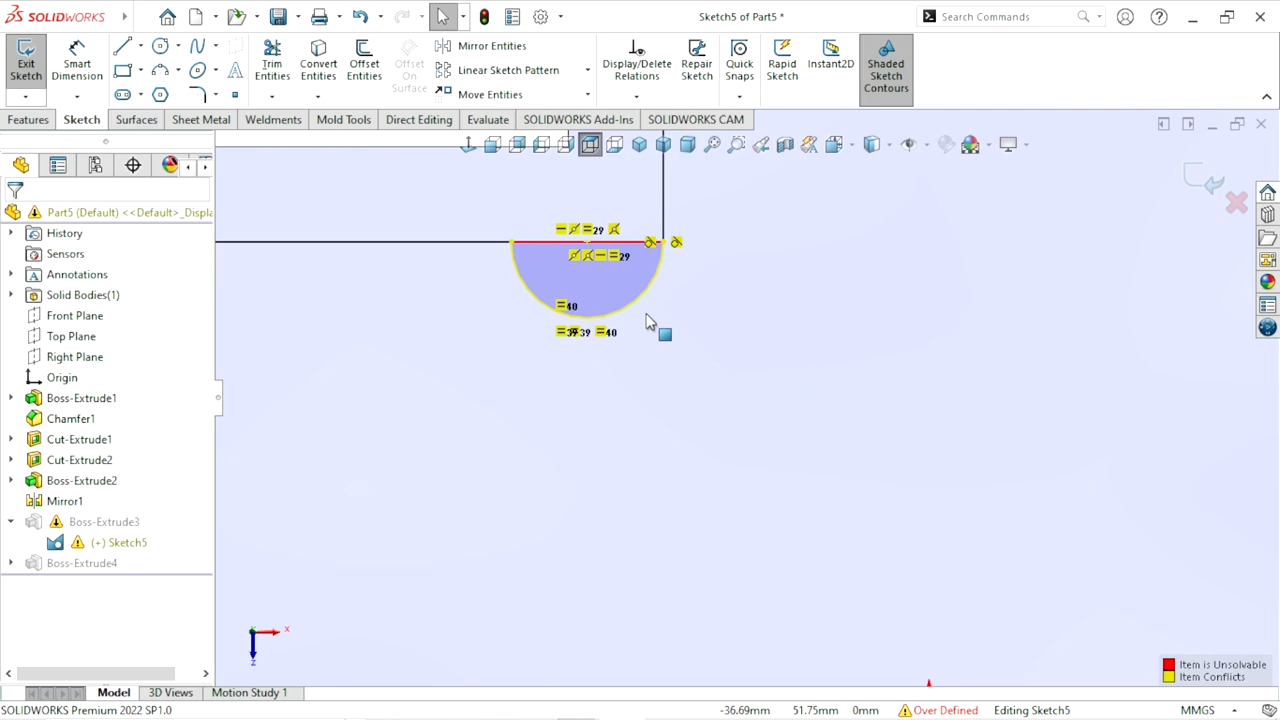 SOLIDWORKS
Sketch5 of Part5 *
Search Commands
Exit Sketch
Smart Dimension
Trim Entities
Convert Entities
Offset Entities
Offset On Surface
Mirror Entities
Linear Sketch Pattern
Move Entities
Display/Delete Relations
Repair Sketch
Quick Snaps
Rapid Sketch
Instant2D
Shaded Sketch Contours
Features
Sketch
Surfaces
Sheet Metal
Weldments
Mold Tools
Direct Editing
Evaluate
SOLIDWORKS Add-Ins
SOLIDWORKS CAM
Part5 (Default) <<Default>_Displa
History
Sensors
Annotations
Solid Bodies(1)
Front Plane
Top Plane
Right Plane
Origin
Boss-Extrude1
Chamfer1
Cut-Extrude1
Cut-Extrude2
Boss-Extrude2
Mirror1
Boss-Extrude3
(+) Sketch5
Boss-Extrude4
29
29
40
39 39 40
x
z
Item is Unsolvable
Item Conflicts
Model
3D Views
Motion Study 1
SOLIDWORKS Premium 2022 SP1.0
-36.69mm
51.75mm
0mm
Over Defined
Editing Sketch5
MMGS